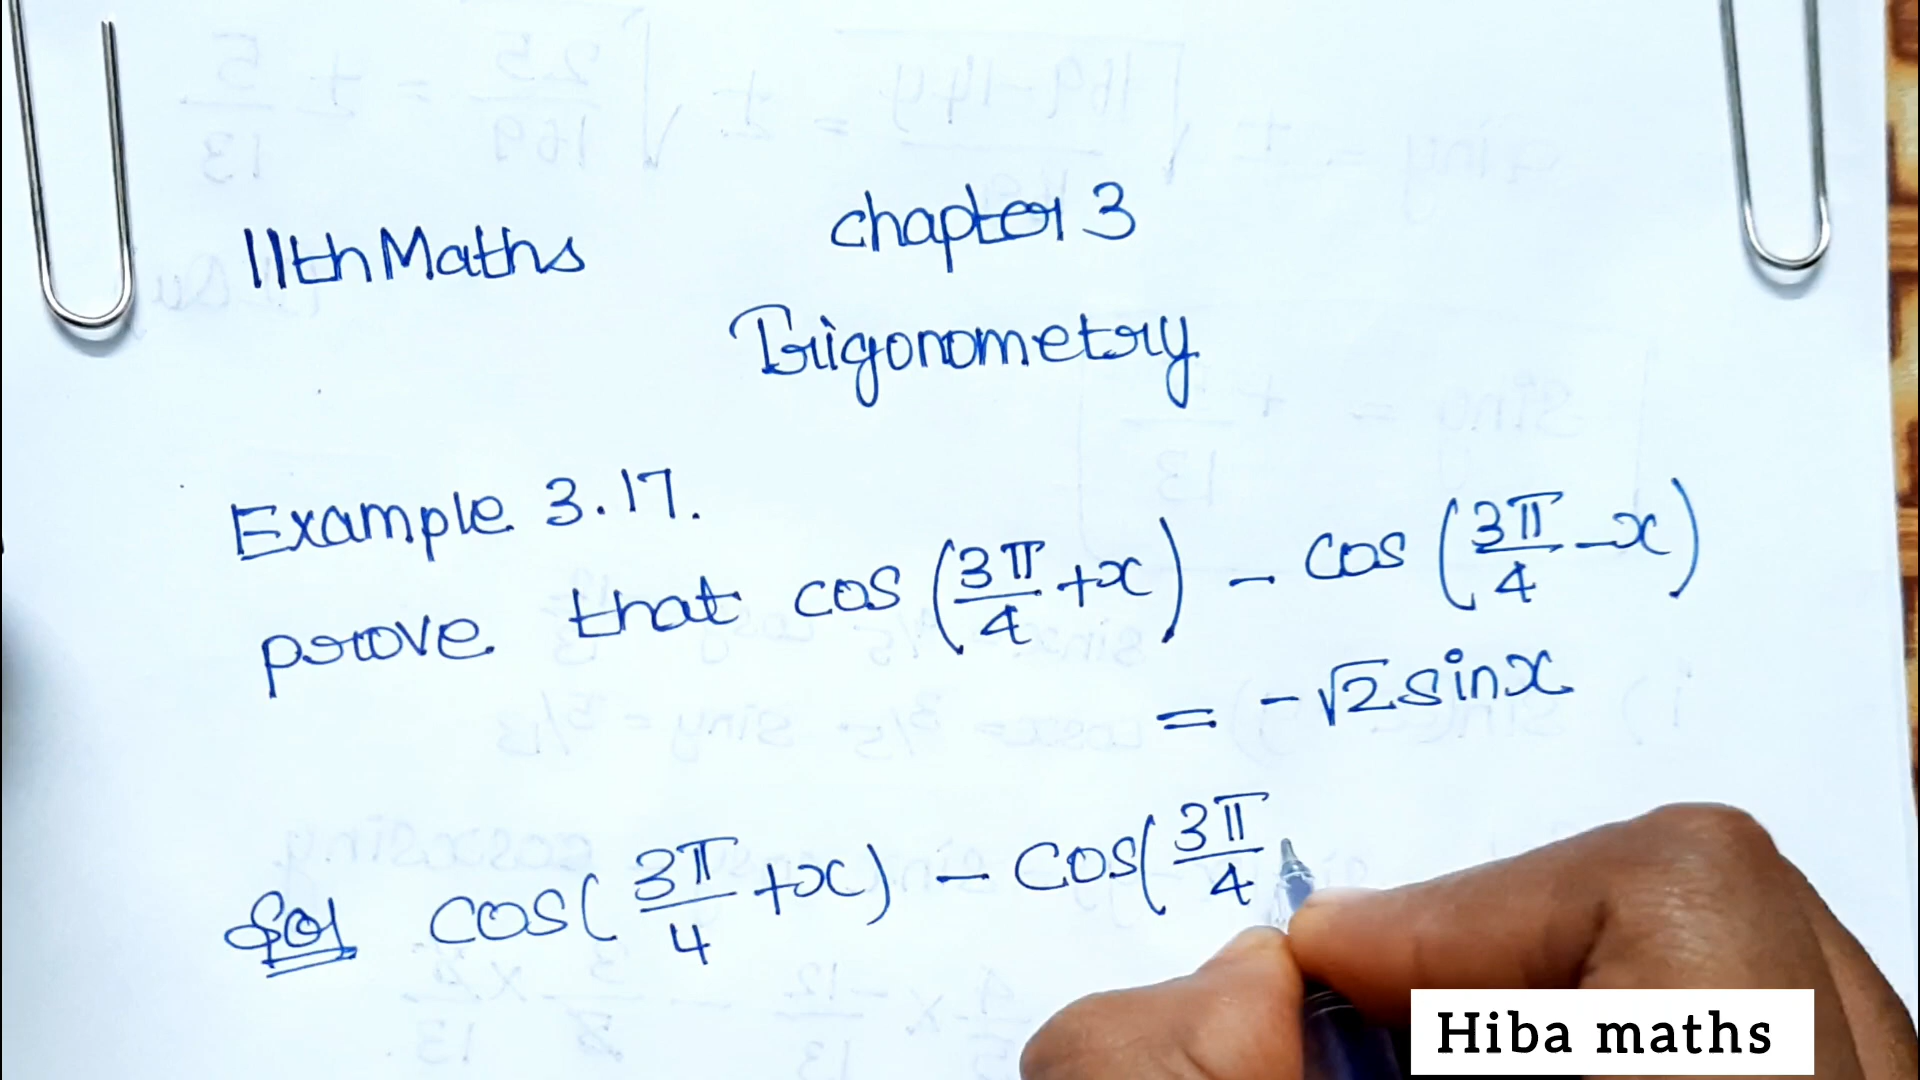 11th Maths chapter 3
Trigonometry
Example 3.17.
prove that cos (3π/4 + x) - cos (3π/4 - x)
= -√2 sin x
Sol cos (3π/4 + x) - cos (3π/4
Hiba maths